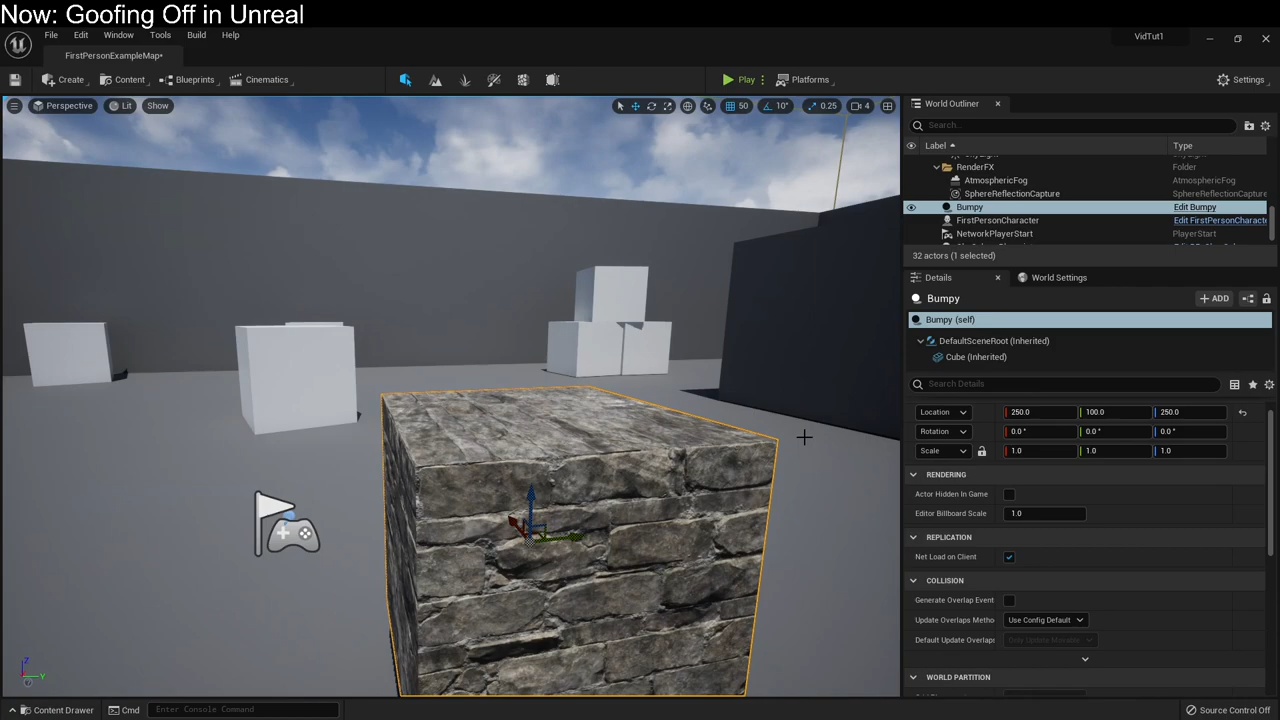 Now: Goofing Off in Unreal
File Edit Window Tools Build Help
VidTut1
FirstPersonExampleMap•
Create Content Blueprints Cinematics Play Platforms Settings
Perspective Lit Show 50 10° 0.25 4
World Outliner
Search...
Label Type
RenderFX Folder
AtmosphericFog AtmosphericFog
SphereReflectionCapture SphereReflectionCapture
Bumpy Edit Bumpy
FirstPersonCharacter Edit FirstPersonCharacte
NetworkPlayerStart PlayerStart
32 actors (1 selected)
Details World Settings
Bumpy ADD
Bumpy (self)
DefaultSceneRoot (Inherited)
Cube (Inherited)
Search Details
Location 250.0 100.0 250.0
Rotation 0.0 ° 0.0 ° 0.0 °
Scale 1.0 1.0 1.0
RENDERING
Actor Hidden In Game
Editor Billboard Scale 1.0
REPLICATION
Net Load on Client
COLLISION
Generate Overlap Event
Update Overlaps Metho Use Config Default
Default Update Overlaps Only Update Movable
WORLD PARTITION
Z
Y
Content Drawer Cmd Enter Console Command Source Control Off